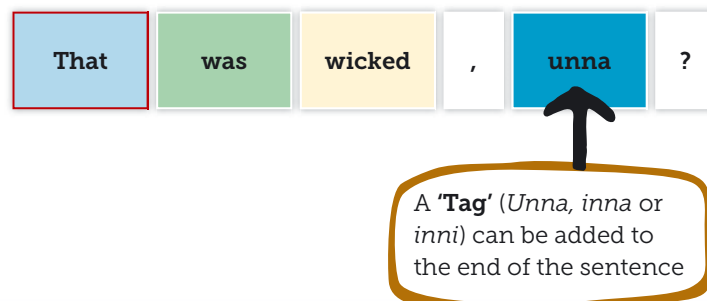 That was wicked , unna ?
A 'Tag' (Unna, inna or
inni) can be added to
the end of the sentence